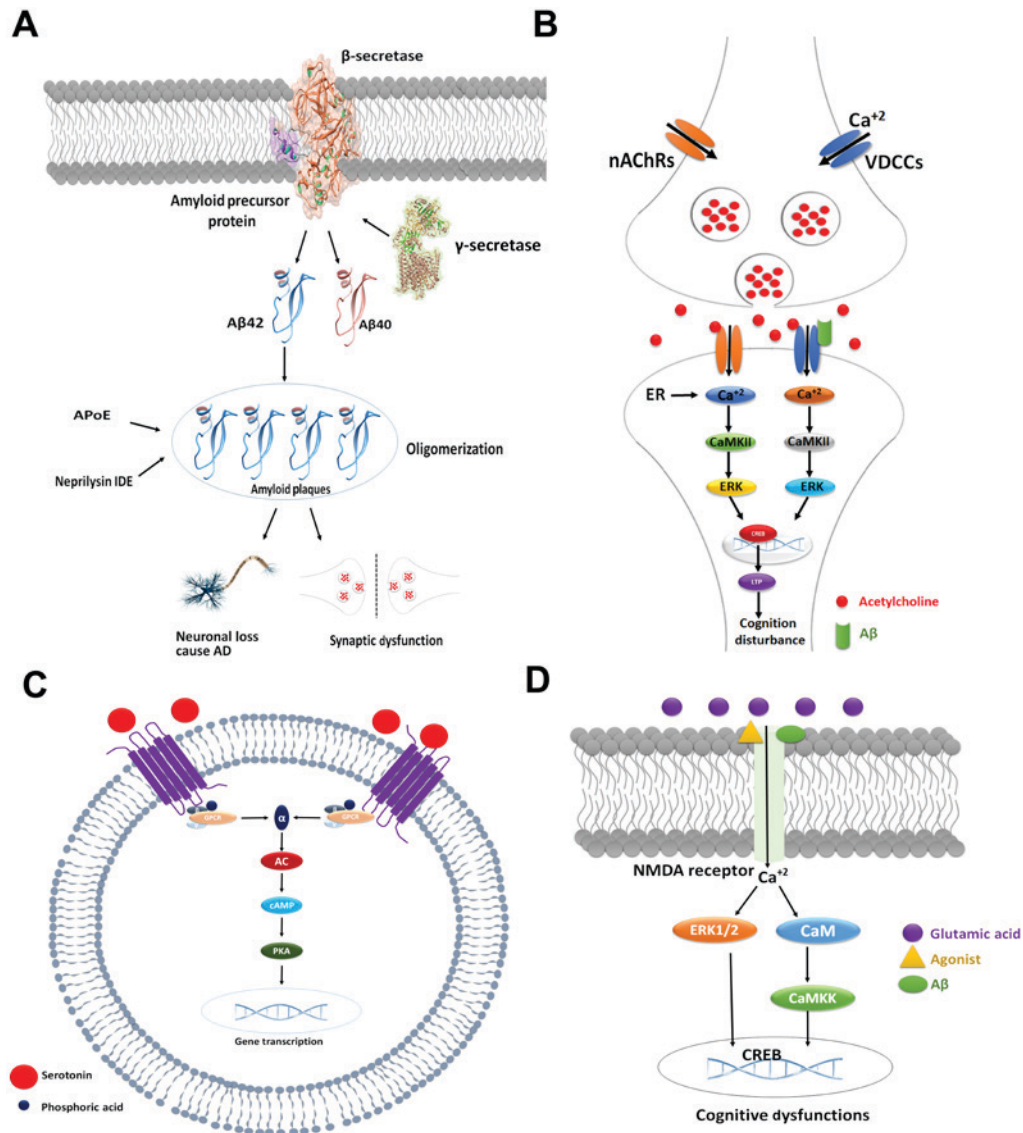 A
β-secretase
Amyloid precursor
protein
γ-secretase
Aβ42
Aβ40
APoE
Neprilysin IDE
Oligomerization
Amyloid plaques
Neuronal loss
cause AD
Synaptic dysfunction
B
Ca+2
nAChRs
VDCCs
ER
Ca+2
Ca+2
CaMKii
CaMKii
ERK
ERK
CREB
LTP
Cognition
disturbance
Acetylcholine
Aβ
C
GPCR
α
GPCR
AC
cAMP
PKA
Gene transcription
Serotonin
Phosphoric acid
D
NMDA receptor
Ca+2
ERK1/2
CaM
CaMKK
CREB
Cognitive dysfunctions
Glutamic acid
Agonist
Aβ